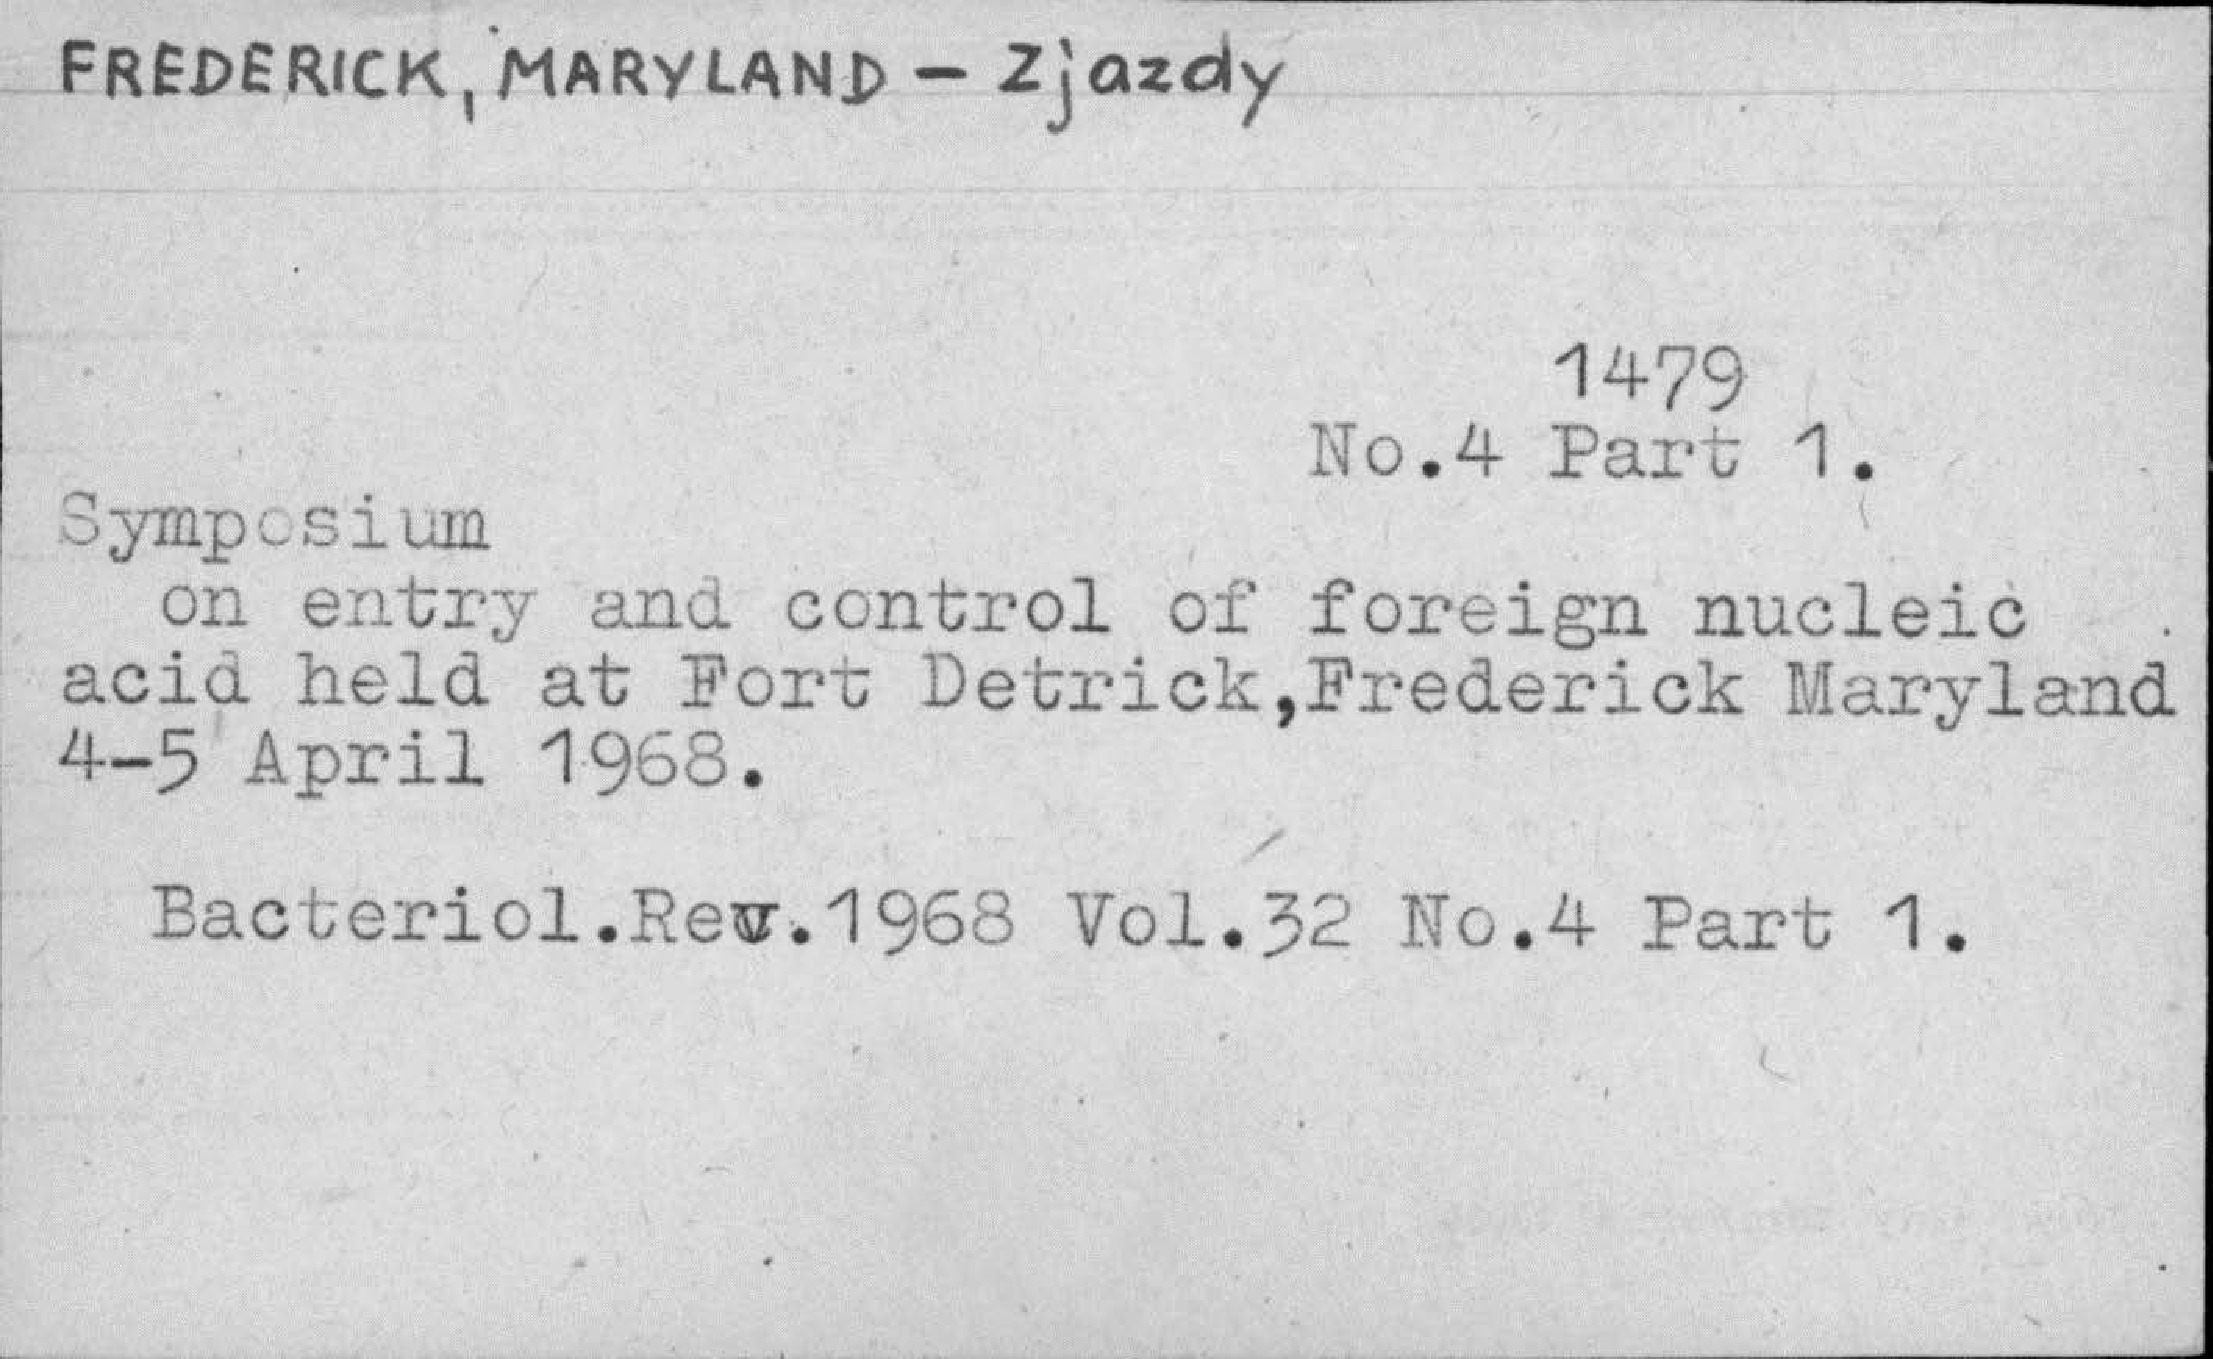 FREDERICK, MARYLAND - Zjazdy
1479
No.4 Part 1.
Symposium
on entry and control of foreign nucleic
acid held at Fort Detrick,Frederick Maryland
4-5 April 1968.
Bacteriol.Rev.1968 Vol.32 No.4 Part 1.